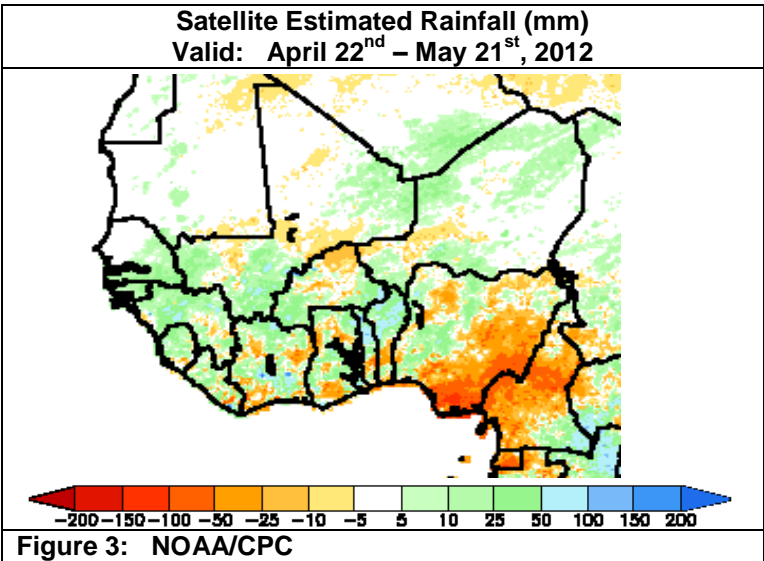 Satellite Estimated Rainfall (mm)
Valid: April 22nd – May 21st, 2012
-200 -150 -100 -50 -25 -10 -5 5 10 25 50 100 150 200
Figure 3: NOAA/CPC